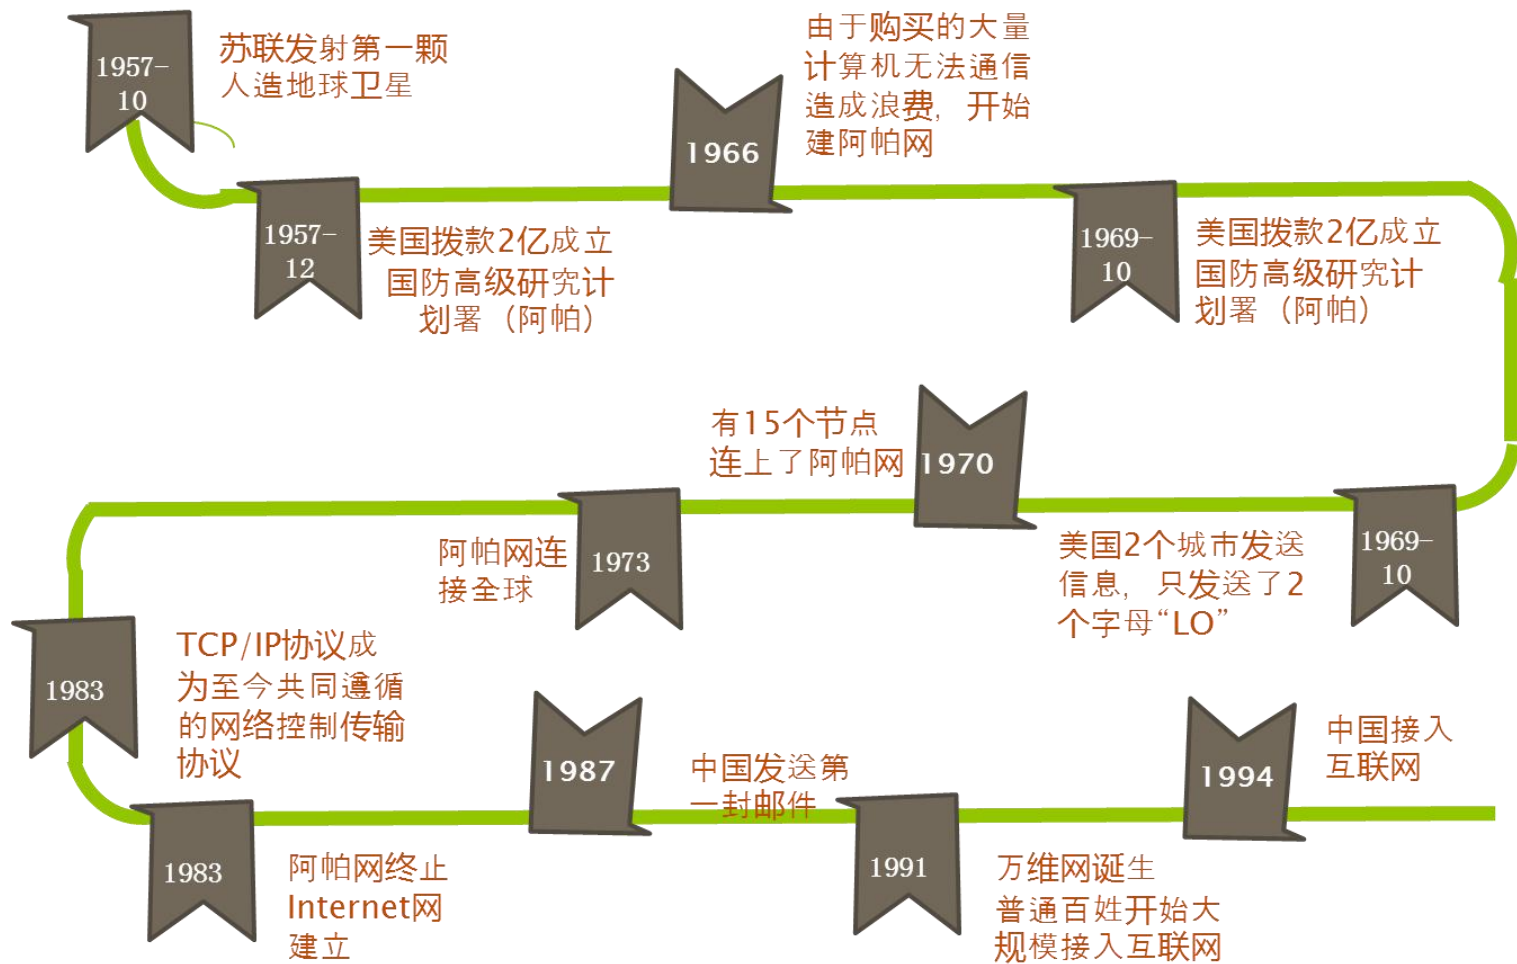 1957-
10
苏联发射第一颗
人造地球卫星
1957-
12
美国拨款2亿成立
国防高级研究计
划署（阿帕）
1966
由于购买的大量
计算机无法通信
造成浪费，开始
建阿帕网
1969-
10
美国拨款2亿成立
国防高级研究计
划署（阿帕）
1969-
10
美国2个城市发送
信息，只发送了2
个字母“LO”
1970
有15个节点
连上了阿帕网
1973
阿帕网连
接全球
1983
TCP/IP协议成
为至今共同遵循
的网络控制传输
协议
1983
阿帕网终止
Internet网
建立
1987
中国发送第
一封邮件
1991
万维网诞生
普通百姓开始大
规模接入互联网
1994
中国接入
互联网